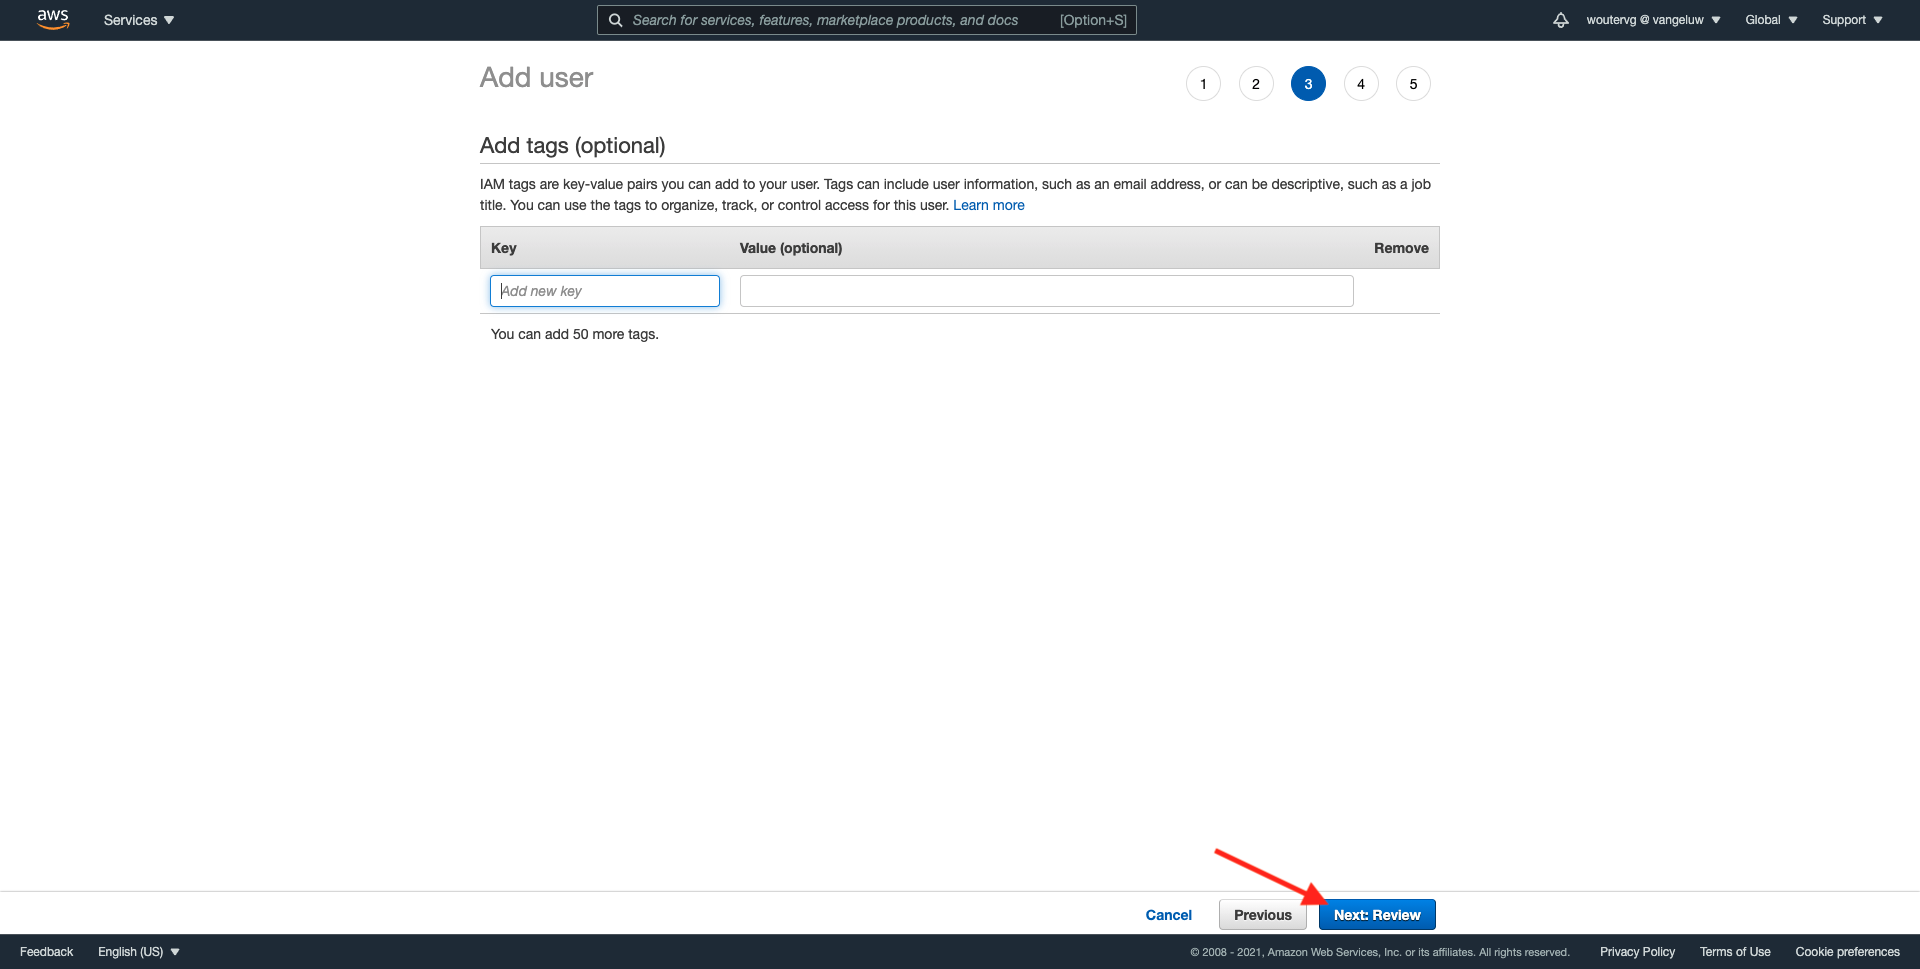 aws Services Search for services, features, marketplace products, and docs [Option+S] woutervg @ vangeluw Global Support
Add user 1 2 3 4 5
Add tags (optional)
IAM tags are key-value pairs you can add to your user. Tags can include user information, such as an email address, or can be descriptive, such as a job
title. You can use the tags to organize, track, or control access for this user. Learn more
Key Value (optional) Remove
Add new key
You can add 50 more tags.
Cancel Previous Next: Review
Feedback English (US) © 2008 - 2021, Amazon Web Services, Inc. or its affiliates. All rights reserved. Privacy Policy Terms of Use Cookie preferences